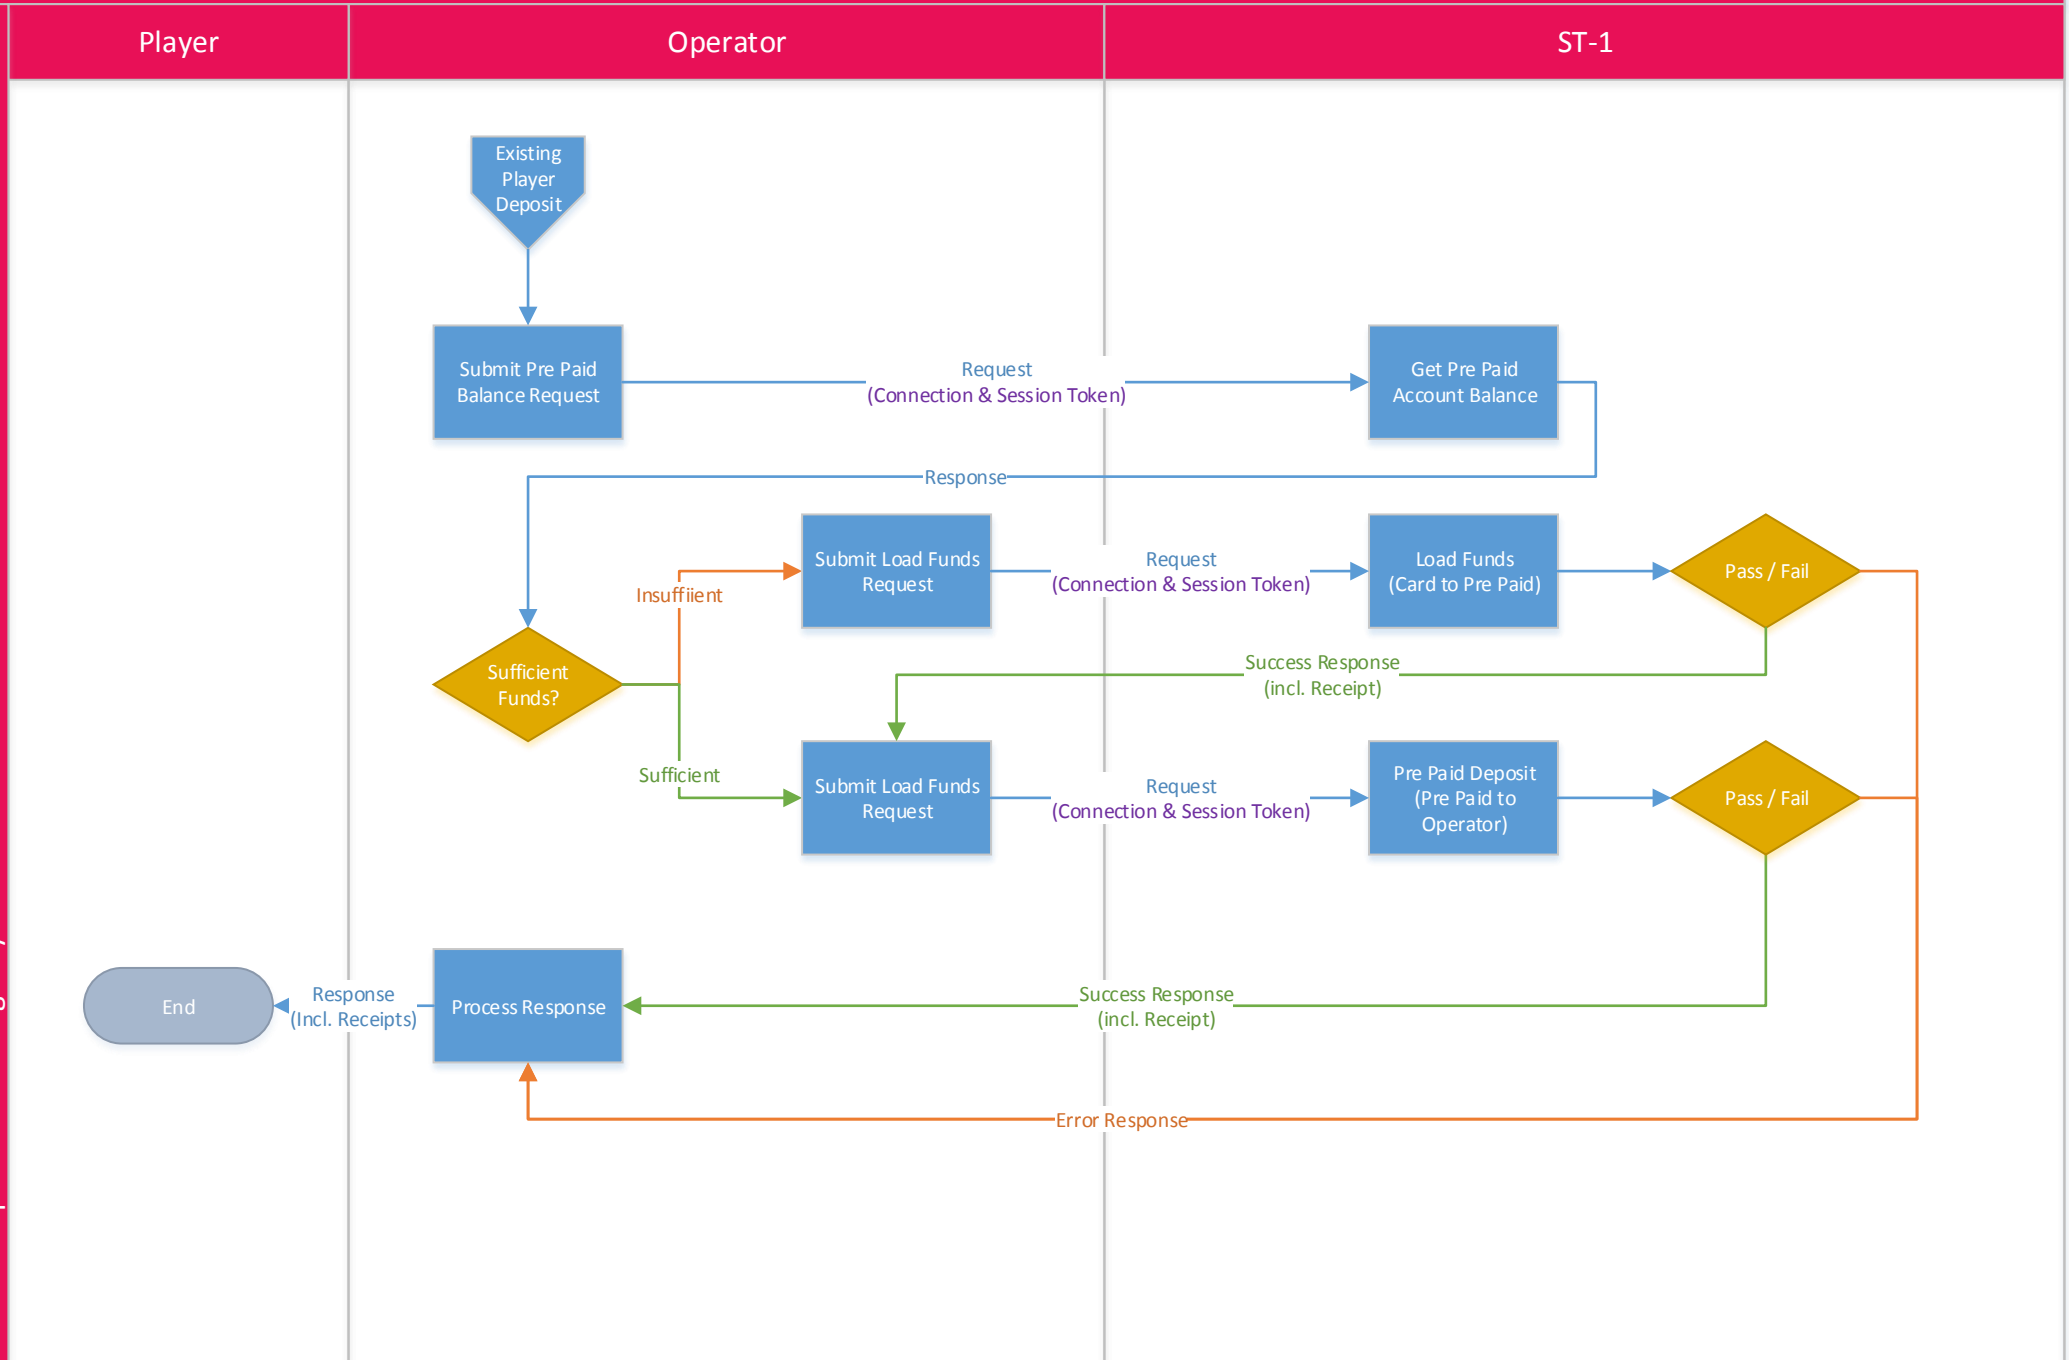 Player
Operator
ST-1
Existing
Player
Deposit
Submit Pre Paid
Balance Request
Request
(Connection & Session Token)
Get Pre Paid
Account Balance
Response
Submit Load Funds
Request
Request
(Connection & Session Token)
Load Funds
(Card to Pre Paid)
Pass / Fail
Insuffiient
Sufficient
Funds?
Success Response
(incl. Receipt)
Sufficient
Submit Load Funds
Request
Request
(Connection & Session Token)
Pre Paid Deposit
(Pre Paid to
Operator)
Pass / Fail
End
Response
(Incl. Receipts)
Process Response
Success Response
(incl. Receipt)
Error Response